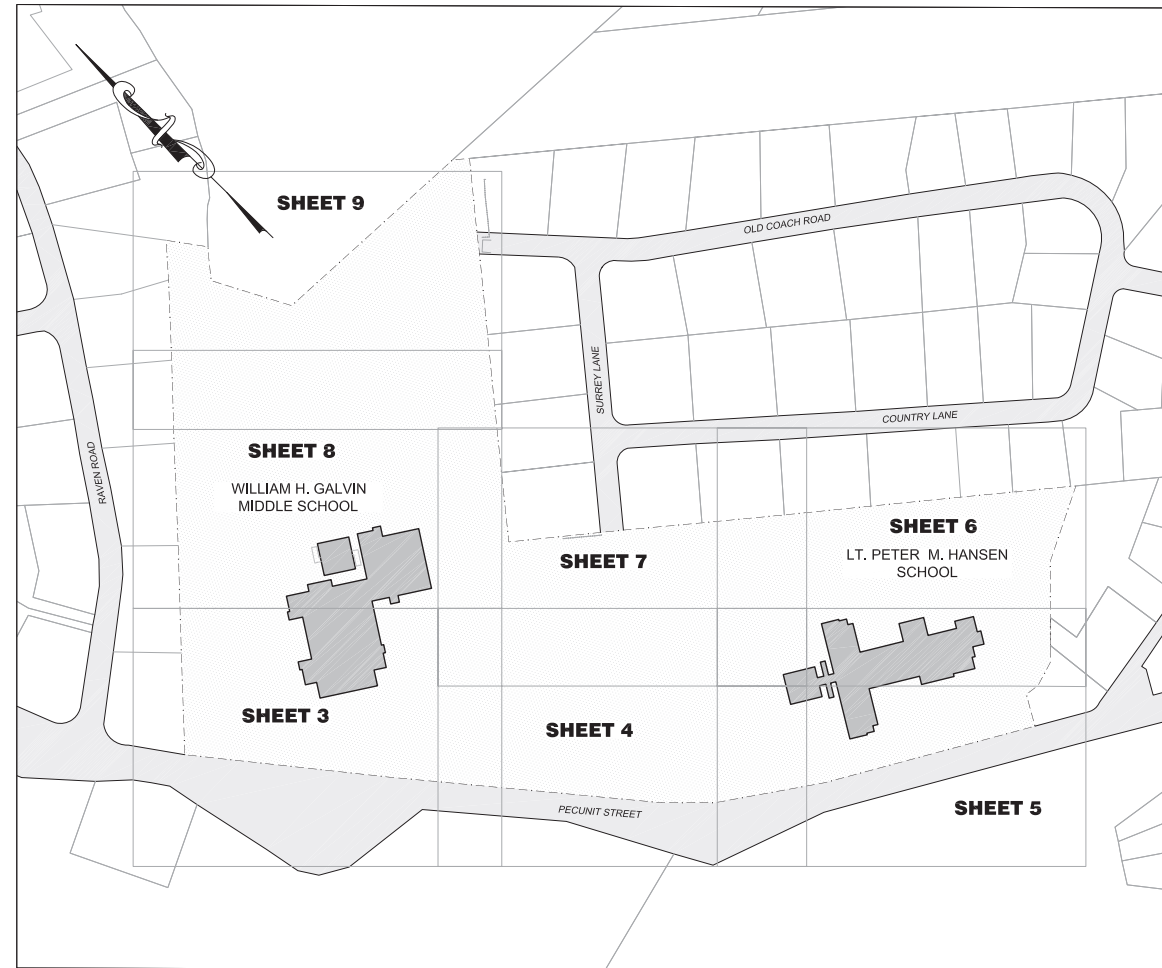 SHEET 9
OLD COACH ROAD
SURREY LANE
COUNTRY LANE
RAVEN ROAD
SHEET 8
WILLIAM H. GALVIN
MIDDLE SCHOOL
SHEET 6
LT. PETER M. HANSEN
SCHOOL
SHEET 7
SHEET 3
SHEET 4
PECUNIT STREET
SHEET 5